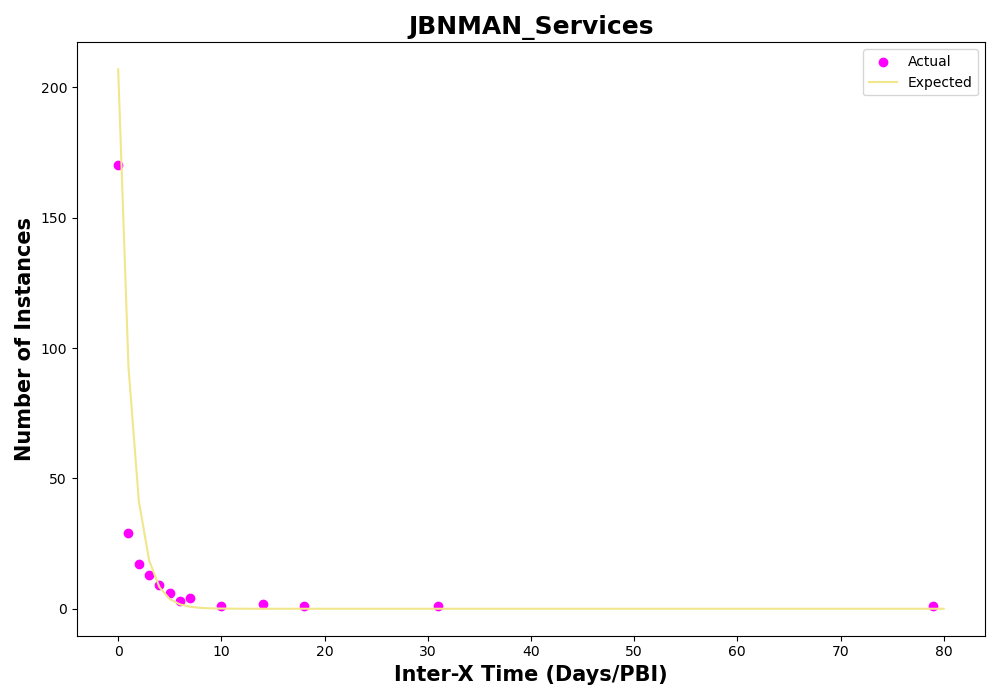 JBNMAN_Services
Actual
Expected
200
150
100
50
0
Number of Instances
0 10 20 30 40 50 60 70 80
Inter-X Time (Days/PBI)